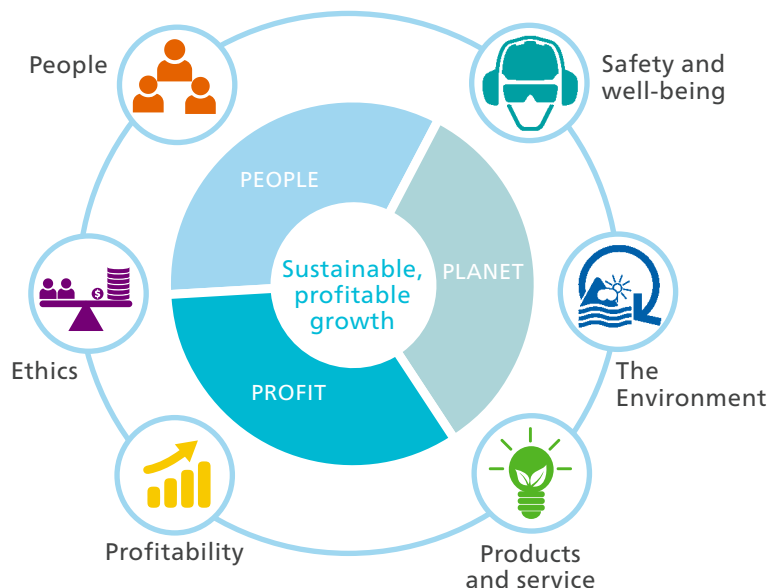 People
Safety and
well-being
PEOPLE
PLANET
Sustainable,
profitable
growth
$
Ethics
The
Environment
PROFIT
Profitability
Products
and service